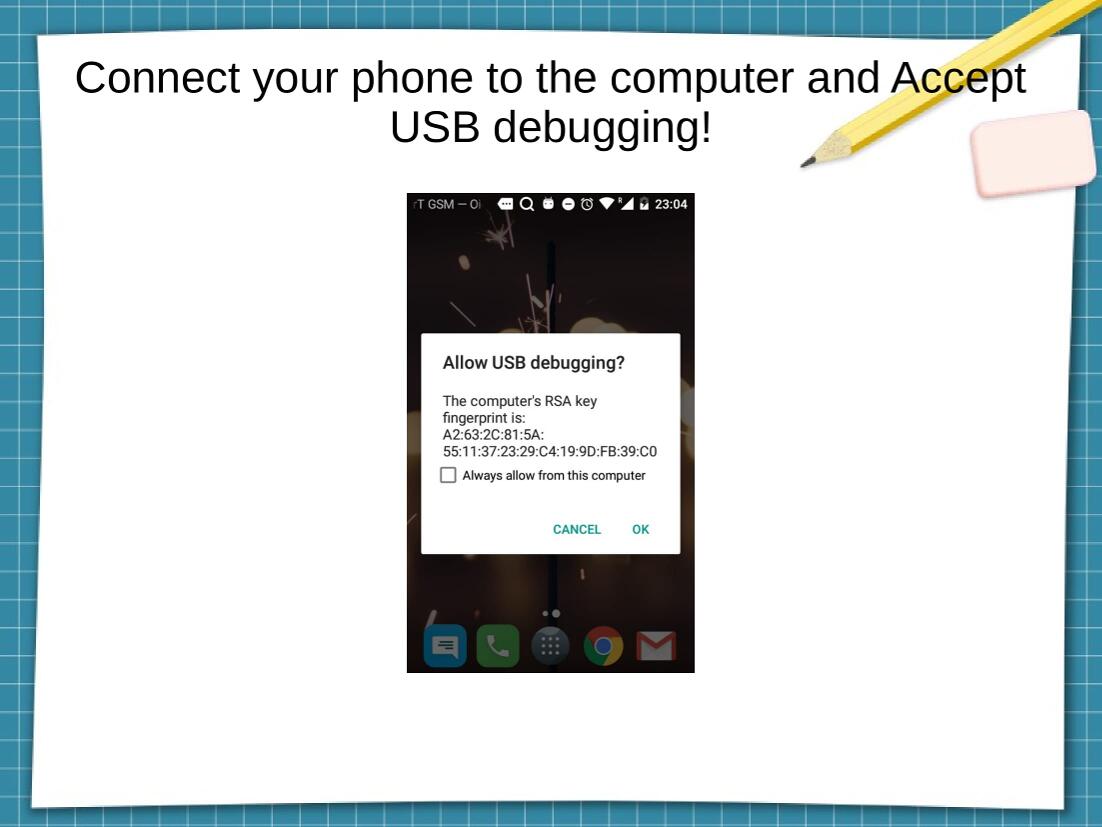 Connect your phone to the computer and Accept
USB debugging!
T GSM — Oi
R
23:04
Allow USB debugging?
The computer's RSA key
fingerprint is:
A2:63:2C:81:5A:
55:11:37:23:29:C4:19:9D:FB:39:C0
Always allow from this computer
CANCEL OK